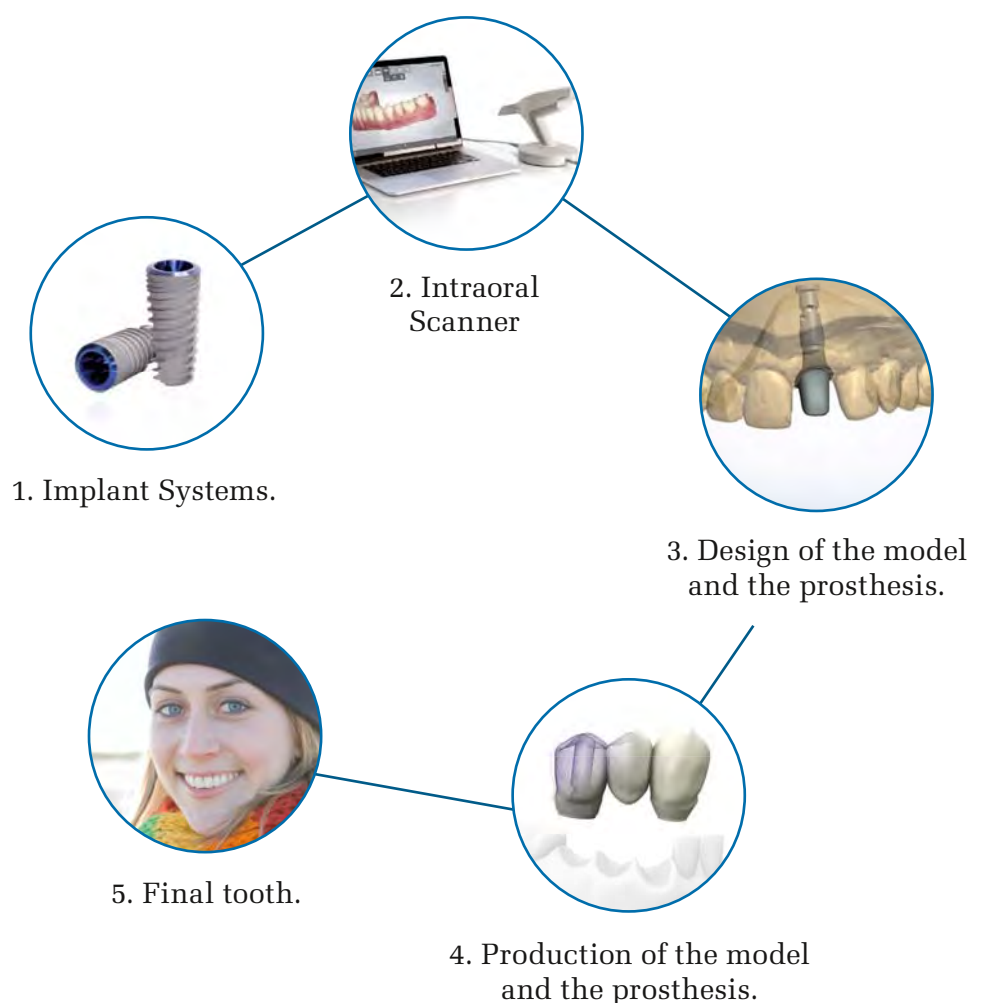 1. Implant Systems.
2. Intraoral
Scanner
3. Design of the model
and the prosthesis.
4. Production of the model
and the prosthesis.
5. Final tooth.